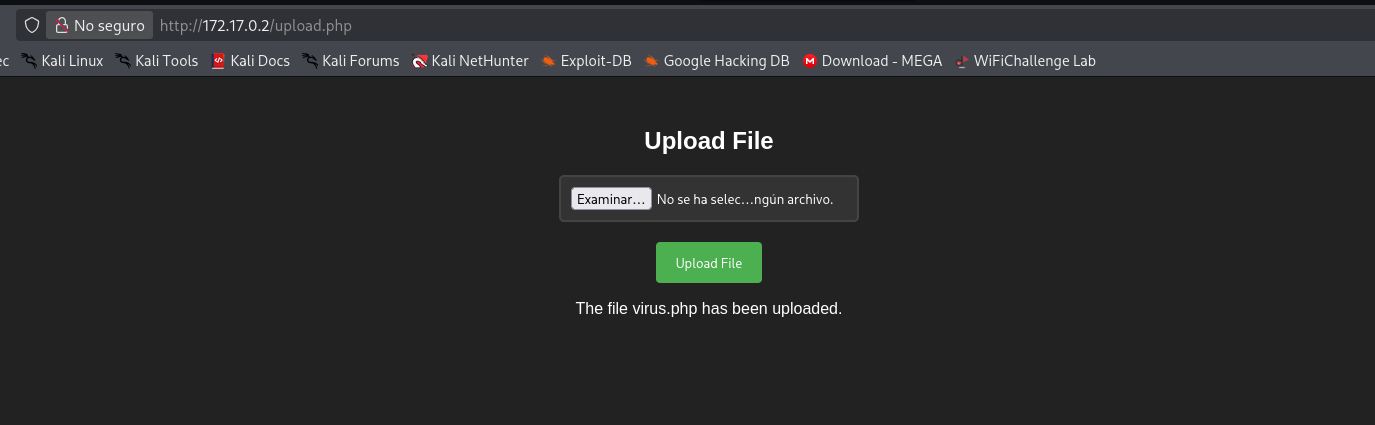 No seguro http://172.17.0.2/upload.php
ec Kali Linux Kali Tools Kali Docs Kali Forums Kali NetHunter Exploit-DB Google Hacking DB Download - MEGA WiFiChallenge Lab
Upload File
Examinar... No se ha selec...ngún archivo.
Upload File
The file virus.php has been uploaded.